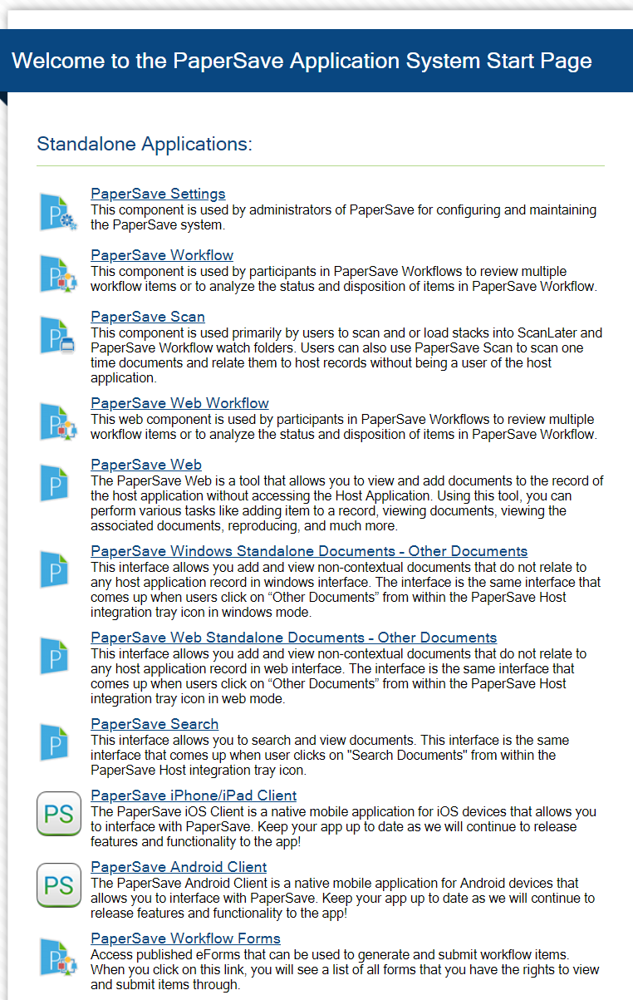 Welcome to the PaperSave Application System Start Page
Standalone Applications:
PaperSave Settings
This component is used by administrators of PaperSave for configuring and maintaining
the PaperSave system.
PaperSave Workflow
This component is used by participants in PaperSave Workflows to review multiple
workflow items or to analyze the status and disposition of items in PaperSave Workflow.
PaperSave Scan
This component is used primarily by users to scan and or load stacks into ScanLater and
PaperSave Workflow watch folders. Users can also use PaperSave Scan to scan one
time documents and relate them to host records without being a user of the host
application.
PaperSave Web Workflow
This web component is used by participants in PaperSave Workflows to review multiple
workflow items or to analyze the status and disposition of items in PaperSave Workflow.
PaperSave Web
The PaperSave Web is a tool that allows you to view and add documents to the record of
the host application without accessing the Host Application. Using this tool, you can
perform various tasks like adding item to a record, viewing documents, viewing the
associated documents, reproducing, and much more.
PaperSave Windows Standalone Documents - Other Documents
This interface allows you add and view non-contextual documents that do not relate to
any host application record in windows interface. The interface is the same interface that
comes up when users click on “Other Documents” from within the PaperSave Host
integration tray icon in windows mode.
PaperSave Web Standalone Documents - Other Documents
This interface allows you add and view non-contextual documents that do not relate to
any host application record in web interface. The interface is the same interface that
comes up when users click on “Other Documents” from within the PaperSave Host
integration tray icon in web mode.
PaperSave Search
This interface allows you to search and view documents. This interface is the same
interface that comes up when user clicks on "Search Documents" from within the
PaperSave Host integration tray icon.
PS
PaperSave iPhone/iPad Client
The PaperSave iOS Client is a native mobile application for iOS devices that allows you
to interface with PaperSave. Keep your app up to date as we will continue to release
features and functionality to the app!
PS
PaperSave Android Client
The PaperSave Android Client is a native mobile application for Android devices that
allows you to interface with PaperSave. Keep your app up to date as we will continue to
release features and functionality to the app!
PaperSave Workflow Forms
Access published eForms that can be used to generate and submit workflow items.
When you click on this link, you will see a list of all forms that you have the rights to view
and submit items through.